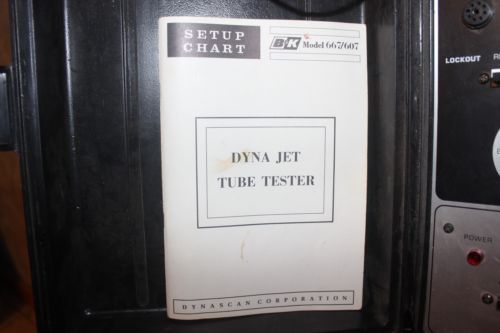 SETUP
CHART
B&K Model 667/607
DYNA JET
TUBE TESTER
DYNASCAN CORPORATION
LOCKOUT
POWER